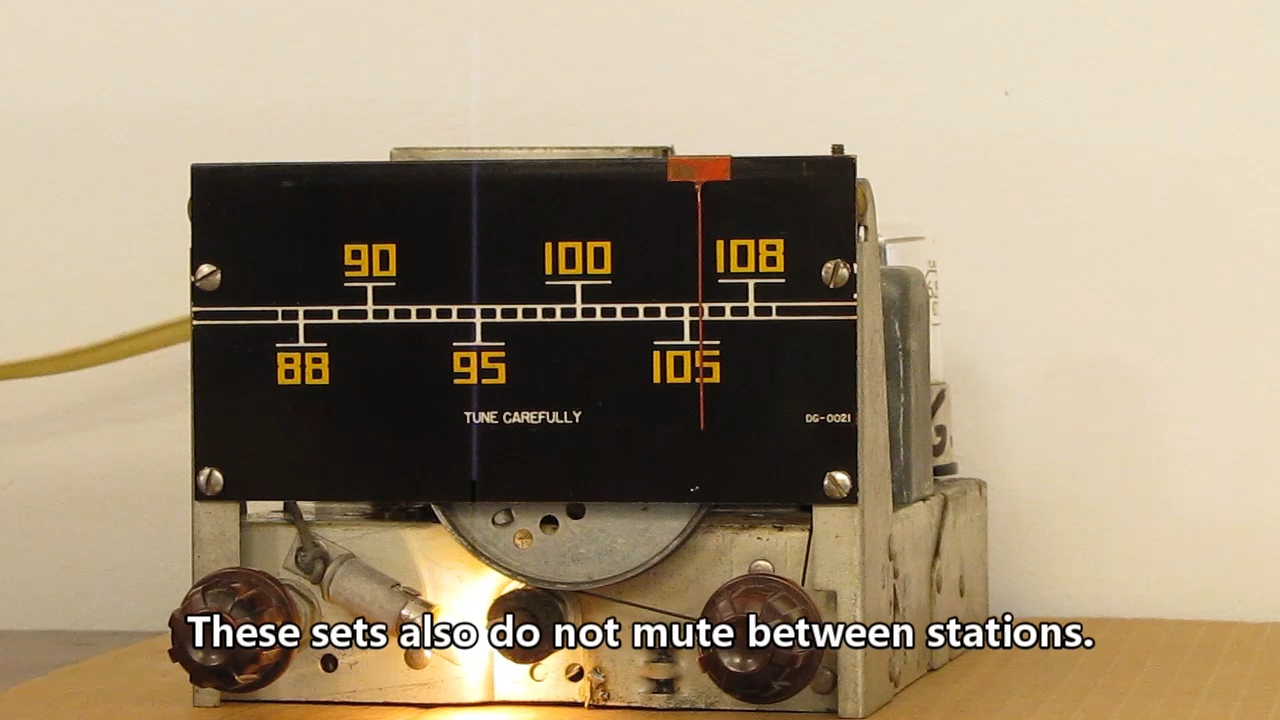 90 100 108
88 95 105
TUNE CAREFULLY
DG-0021
These sets also do not mute between stations.